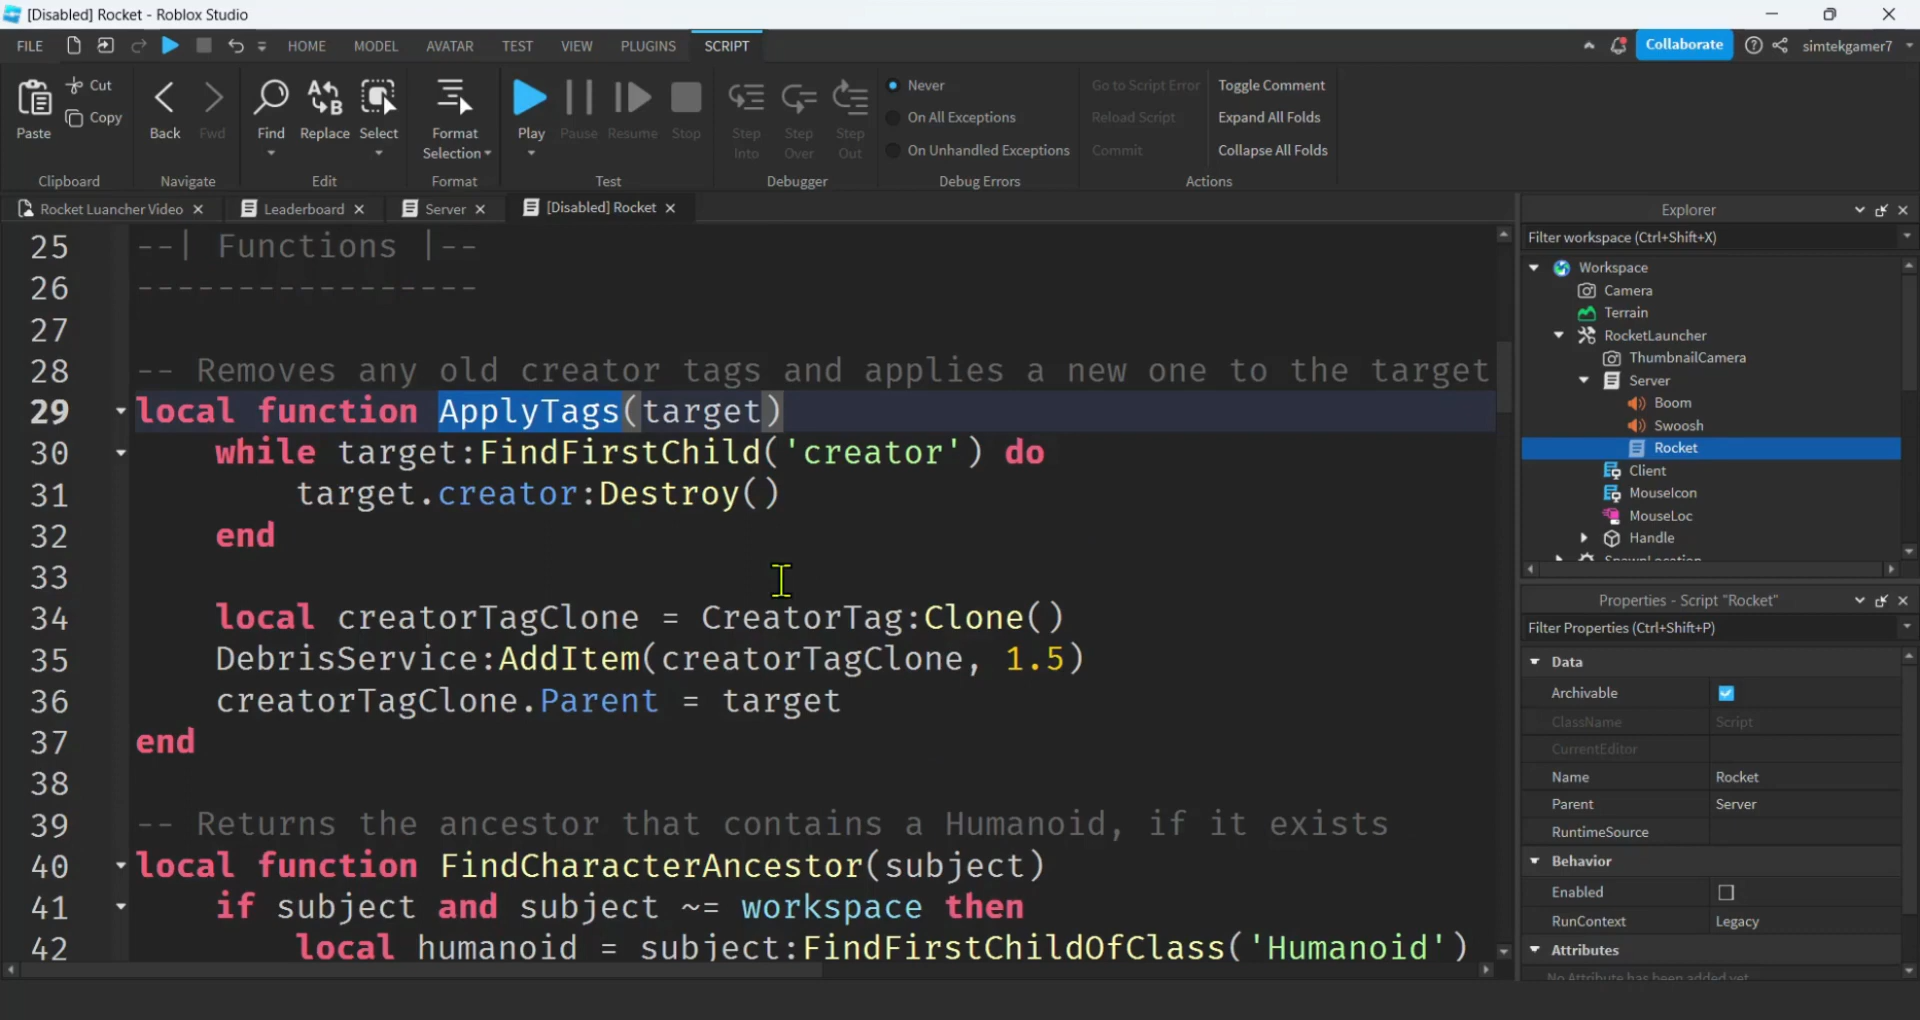 [Disabled] Rocket - Roblox Studio
FILE HOME MODEL AVATAR TEST VIEW PLUGINS SCRIPT Collaborate simtekgamer7
Paste Cut Copy
Clipboard
Back Fwd
Navigate
Find Replace Select
Edit
Format Selection
Format
Play Pause Resume Stop
Test
Step Into Step Over Step Out
Debugger
Never
On All Exceptions
On Unhandled Exceptions
Debug Errors
Go to Script Error Toggle Comment
Reload Script Expand All Folds
Commit Collapse All Folds
Actions
Rocket Luancher Video Leaderboard Server [Disabled] Rocket
25 --| Functions |--
26 -----------------
27
28 -- Removes any old creator tags and applies a new one to the target
29 local function ApplyTags(target)
30 while target:FindFirstChild('creator') do
31 target.creator:Destroy()
32 end
33
34 local creatorTagClone = CreatorTag:Clone()
35 DebrisService:AddItem(creatorTagClone, 1.5)
36 creatorTagClone.Parent = target
37 end
38
39 -- Returns the ancestor that contains a Humanoid, if it exists
40 local function FindCharacterAncestor(subject)
41 if subject and subject ~= workspace then
42 local humanoid = subject:FindFirstChildOfClass('Humanoid')
Explorer
Filter workspace (Ctrl+Shift+X)
Workspace
Camera
Terrain
RocketLauncher
ThumbnailCamera
Server
Boom
Swoosh
Rocket
Client
MouseIcon
MouseLoc
Handle
SpawnLocation
Properties - Script "Rocket"
Filter Properties (Ctrl+Shift+P)
Data
Archivable
ClassName Script
CurrentEditor
Name Rocket
Parent Server
RuntimeSource
Behavior
Enabled
RunContext Legacy
Attributes
No Attribute has been added yet